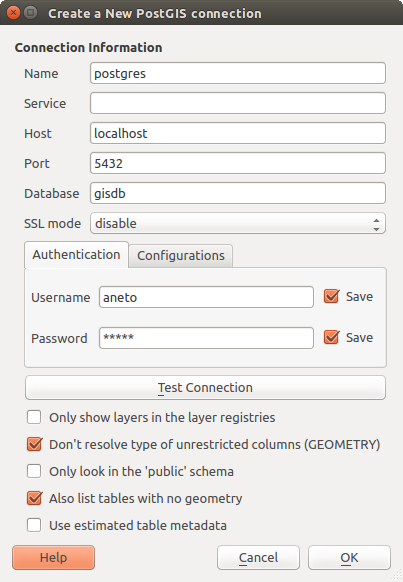 Create a New PostGIS connection
Connection Information
Name postgres
Service
Host localhost
Port 5432
Database gisdb
SSL mode disable
Authentication Configurations
Username aneto Save
Password ***** Save
Test Connection
Only show layers in the layer registries
Don't resolve type of unrestricted columns (GEOMETRY)
Only look in the 'public' schema
Also list tables with no geometry
Use estimated table metadata
Help Cancel OK